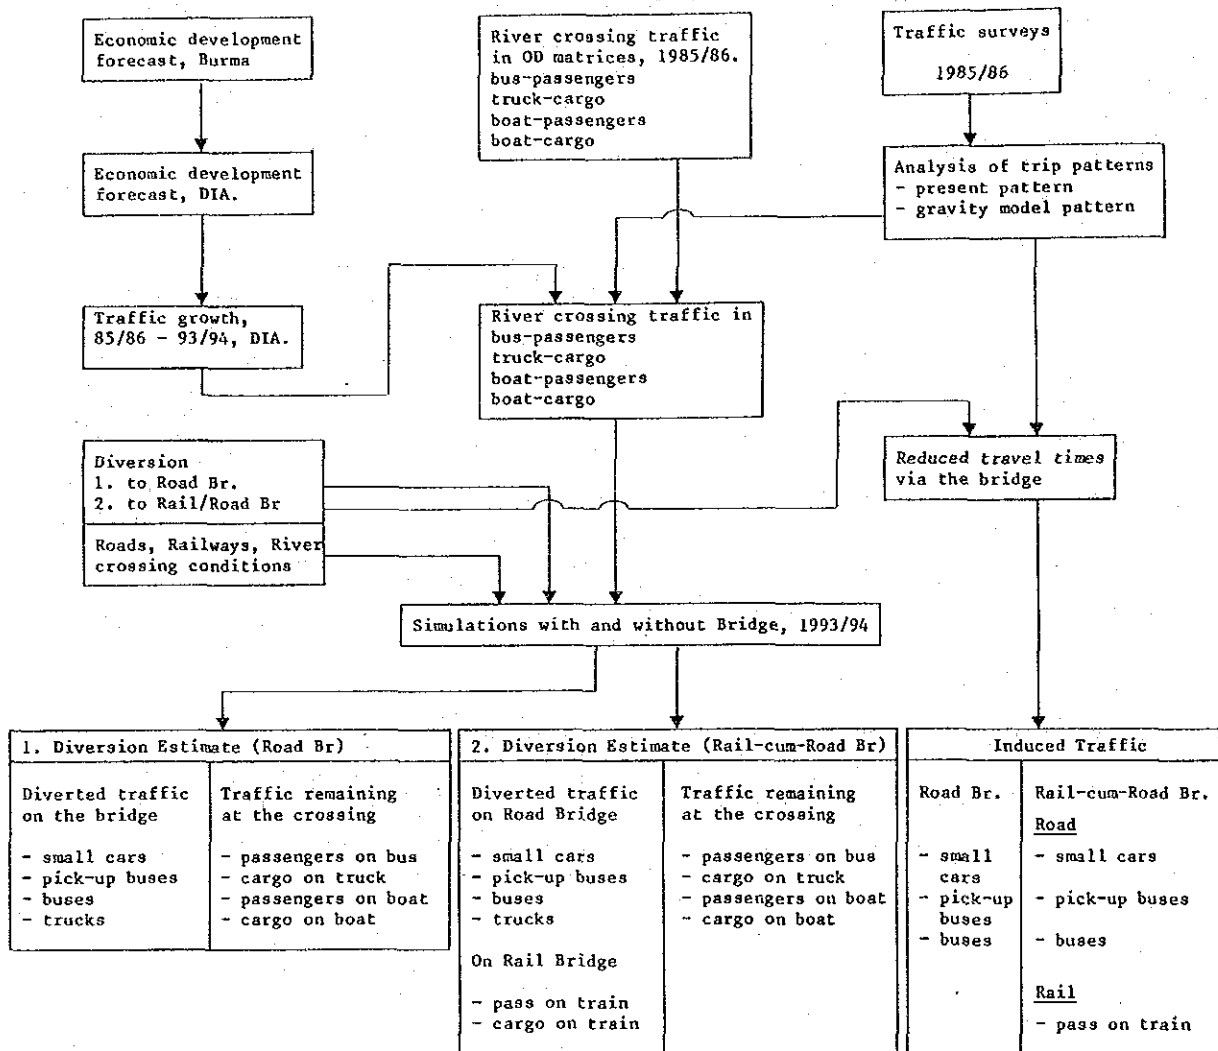 Economic development
forecast, Burma
River crossing traffic
in OD matrices, 1985/86.
bus-passengers
truck-cargo
boat-passengers
boat-cargo
Traffic surveys
1985/86
Economic development
forecast, DIA.
Analysis of trip patterns
- present pattern
- gravity model pattern
Traffic growth,
85/86 - 93/94, DIA.
River crossing traffic in
bus-passengers
truck-cargo
boat-passengers
boat-cargo
Diversion
1. to Road Br.
2. to Rail/Road Br
Roads, Railways, River
crossing conditions
Reduced travel times
via the bridge
Simulations with and without Bridge, 1993/94
1. Diversion Estimate (Road Br)
Diverted traffic
on the bridge
- small cars
- pick-up buses
- buses
- trucks
Traffic remaining
at the crossing
- passengers on bus
- cargo on truck
- passengers on boat
- cargo on boat
2. Diversion Estimate (Rail-cum-Road Br)
Diverted traffic
on Road Bridge
- small cars
- pick-up buses
- buses
- trucks
On Rail Bridge
- pass on train
- cargo on train
Traffic remaining
at the crossing
- passengers on bus
- cargo on truck
- passengers on boat
- cargo on boat
Induced Traffic
Road Br.
- small
cars
- pick-up
buses
- buses
Rail-cum-Road Br.
Road
- small cars
- pick-up buses
- buses
Rail
- pass on train